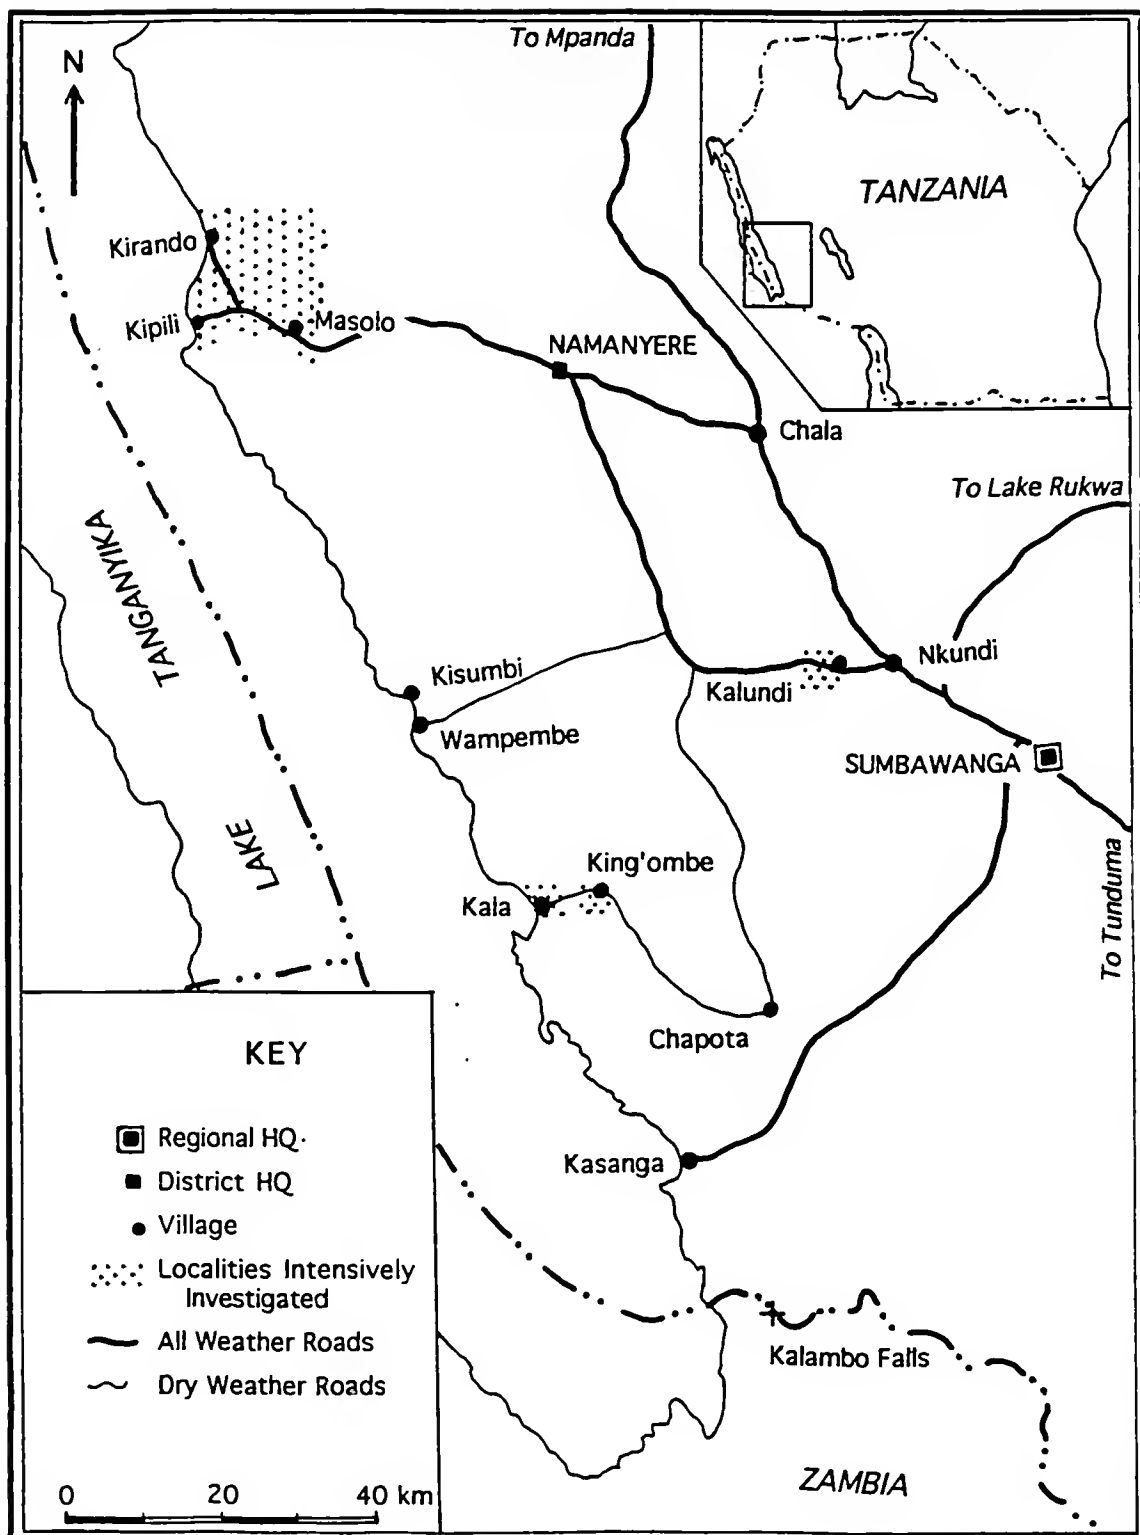 To Mpanda
N
TANZANIA
Kirando
Kipili
Masolo
NAMANYERE
Chala
To Lake Rukwa
LAKE TANGANYIKA
Kisumbi
Wampembe
Kalundi
Nkundi
SUMBAWANGA
King'ombe
Kala
To Tunduma
Chapota
Kasanga
Kalambo Falls
ZAMBIA
KEY
Regional HQ.
District HQ
Village
Localities Intensively
Investigated
All Weather Roads
Dry Weather Roads
0 20 40 km